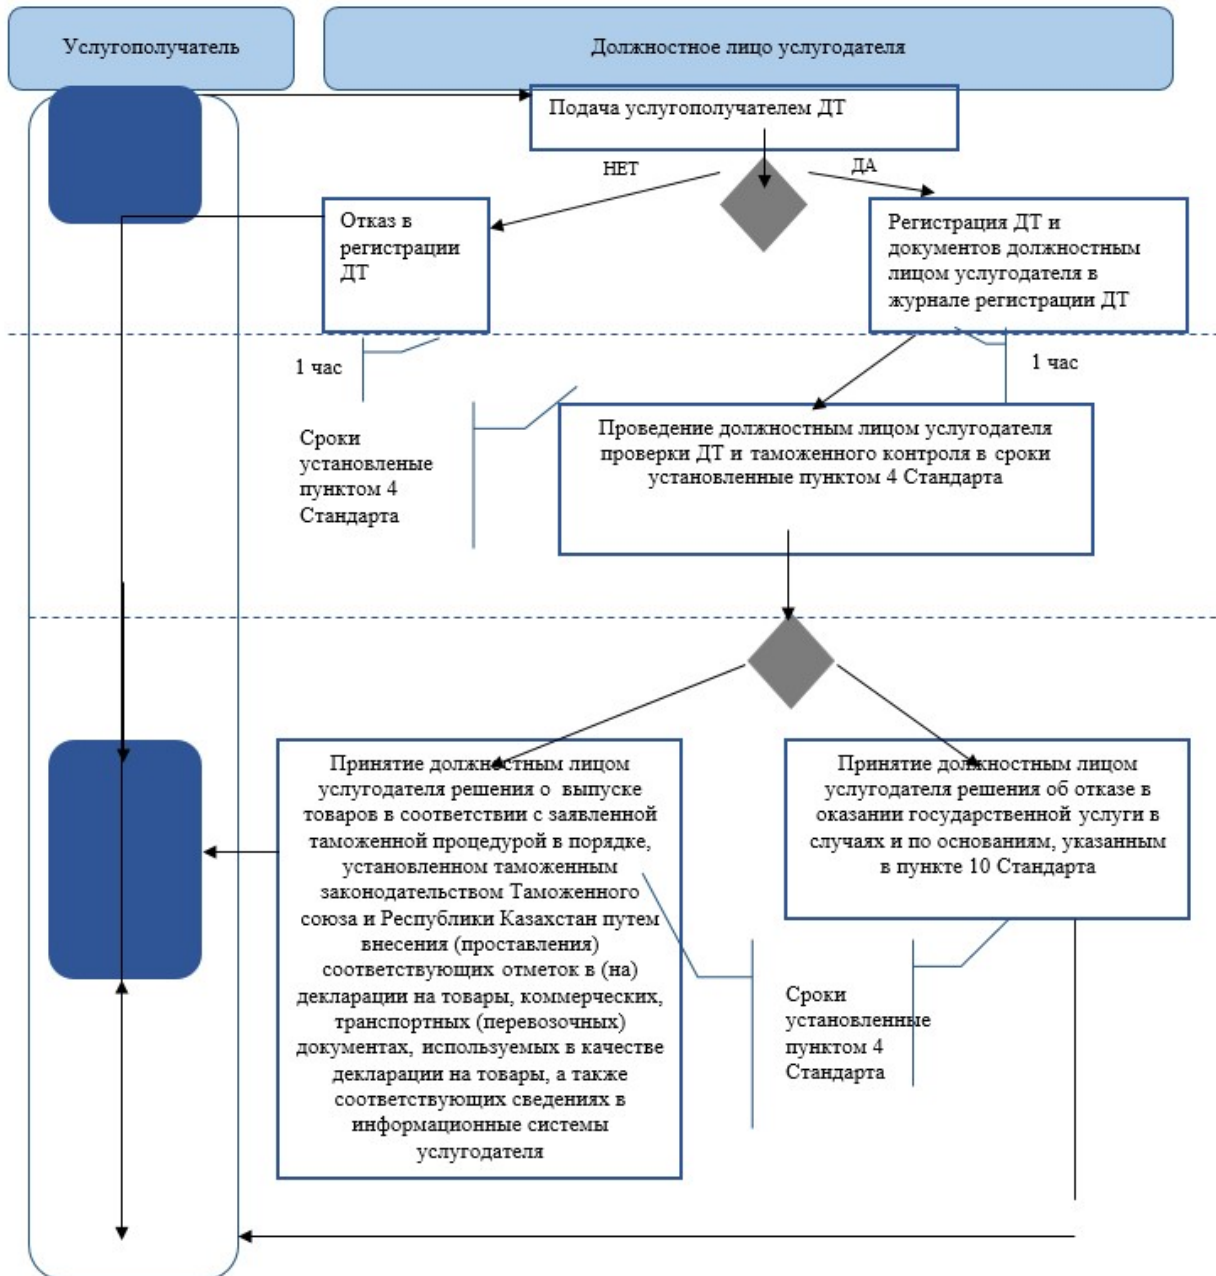 Услугополучатель
Должностное лицо услугодателя
Подача услугополучателем ДТ
НЕТ
ДА
Отказ в
регистрации
ДТ
Регистрация ДТ и
документов должностным
лицом услугодателя в
журнале регистрации ДТ
1 час
1 час
Сроки
установленые
пунктом 4
Стандарта
Проведение должностным лицом услугодателя
проверки ДТ и таможенного контроля в сроки
установленные пунктом 4 Стандарта
Принятие должностным лицом
услугодателя решения о выпуске
товаров в соответствии с заявленной
таможенной процедурой в порядке,
установленном таможенным
законодательством Таможенного
союза и Республики Казахстан путем
внесения (проставления)
соответствующих отметок в (на)
декларации на товары, коммерческих,
транспортных (перевозочных)
документах, используемых в качестве
декларации на товары, а также
соответствующих сведениях в
информационные системы
услугодателя
Принятие должностным лицом
услугодателя решения об отказе в
оказании государственной услуги в
случаях и по основаниям, указанным
в пункте 10 Стандарта
Сроки
установленные
пунктом 4
Стандарта